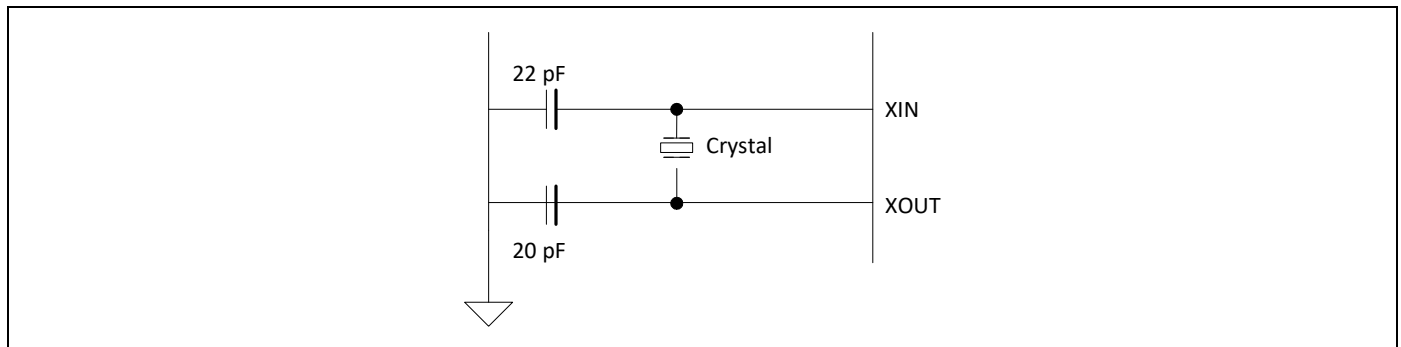 22 pF
XIN
Crystal
XOUT
20 pF